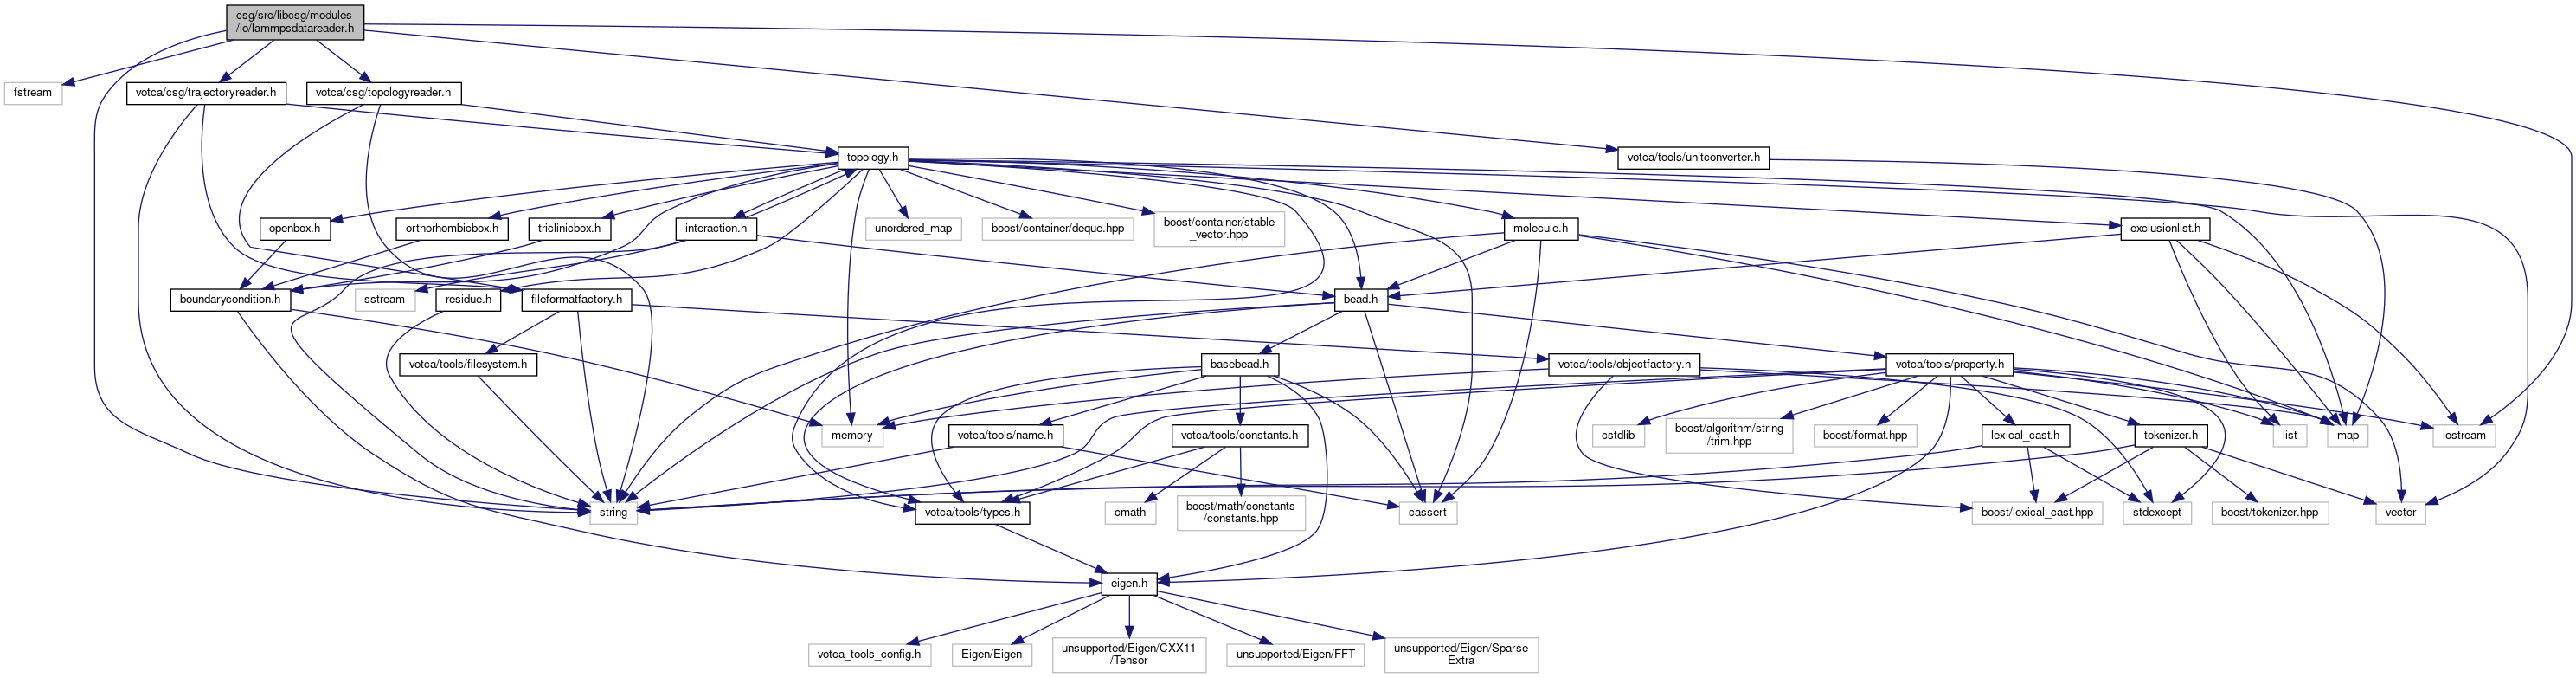 csg/src/libcsg/modules
/io/lammpsdatareader.h
fstream
votca/csg/trajectoryreader.h
votca/csg/topologyreader.h
topology.h
votca/tools/unitconverter.h
openbox.h
orthorhombicbox.h
triclinicbox.h
interaction.h
unordered_map
boost/container/deque.hpp
boost/container/stable
_vector.hpp
molecule.h
exclusionlist.h
boundarycondition.h
sstream
residue.h
fileformatfactory.h
bead.h
votca/tools/filesystem.h
basebead.h
votca/tools/objectfactory.h
votca/tools/property.h
memory
votca/tools/name.h
votca/tools/constants.h
cstdlib
boost/algorithm/string
/trim.hpp
boost/format.hpp
lexical_cast.h
tokenizer.h
list
map
iostream
string
votca/tools/types.h
cmath
boost/math/constants
/constants.hpp
cassert
boost/lexical_cast.hpp
stdexcept
boost/tokenizer.hpp
vector
eigen.h
votca_tools_config.h
Eigen/Eigen
unsupported/Eigen/CXX11
/Tensor
unsupported/Eigen/FFT
unsupported/Eigen/Sparse
Extra